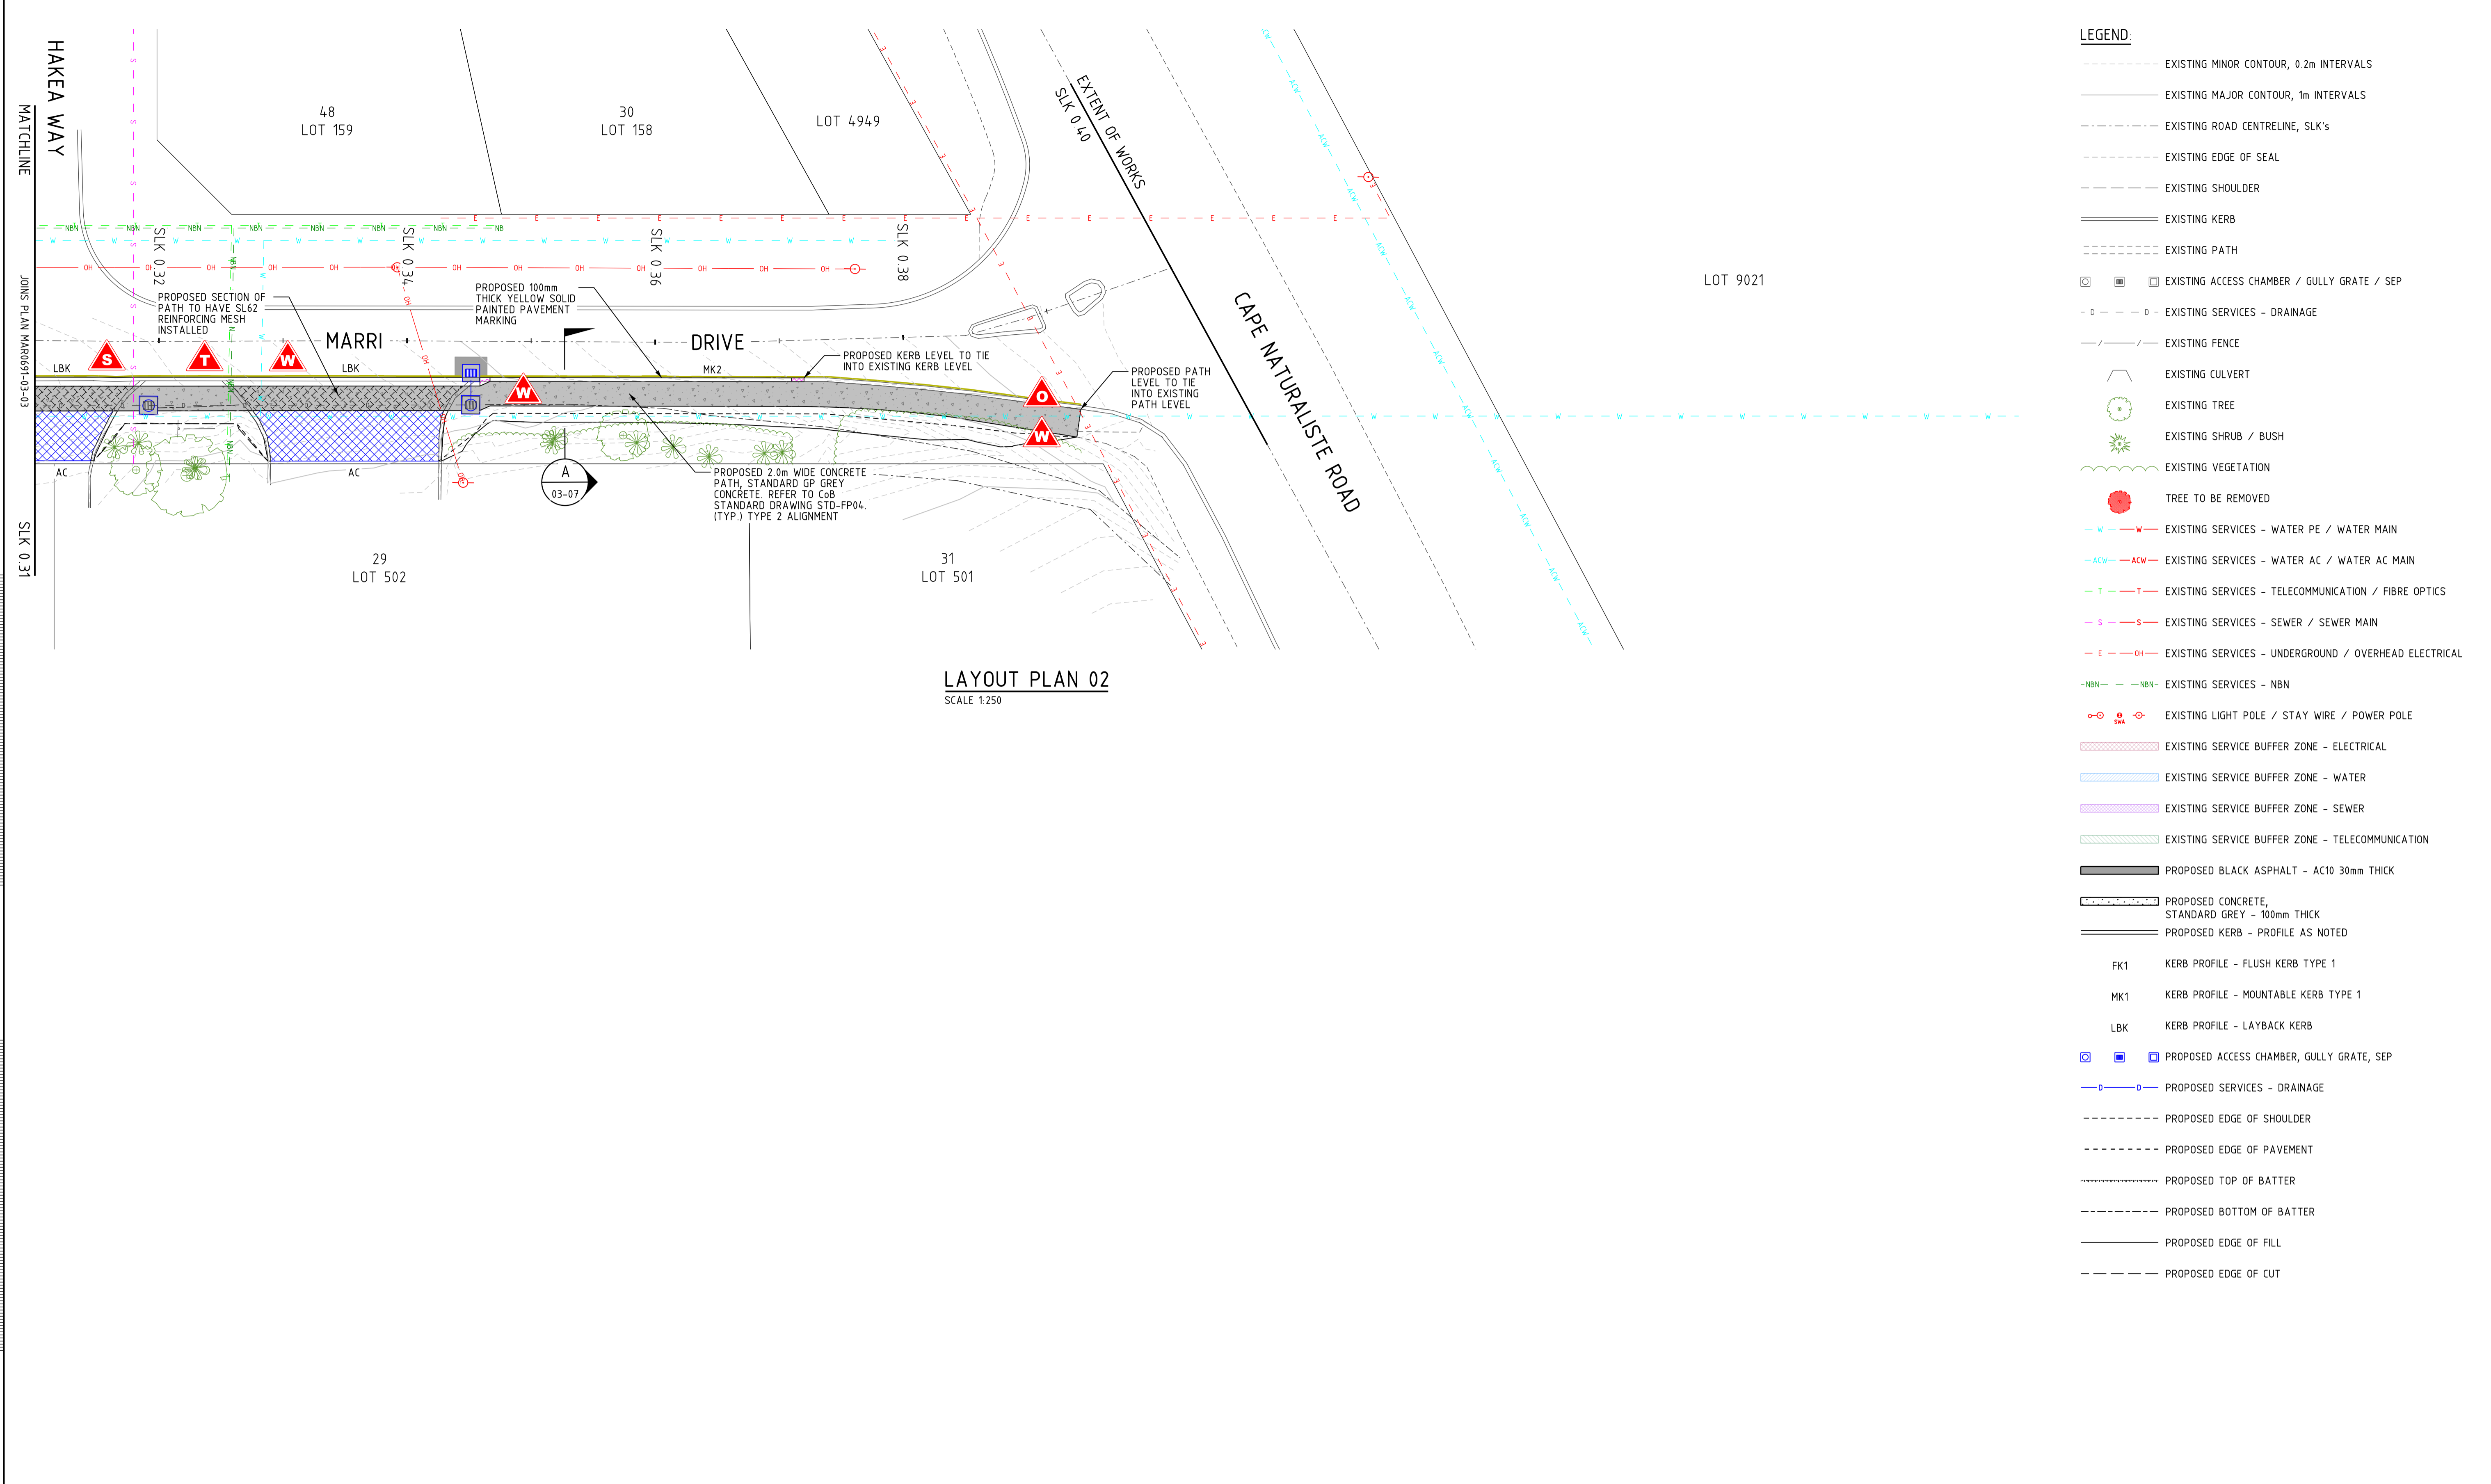 HAKEA WAY
MATCHLINE
JOINS PLAN MAR0691-03-03
SLK 0.31
48
LOT 159
30
LOT 158
LOT 4949
EXTENT OF WORKS
SLK 0.40
LOT 9021
SLK 0.32
SLK 0.34
SLK 0.36
SLK 0.38
PROPOSED SECTION OF
PATH TO HAVE SL62
REINFORCING MESH
INSTALLED
PROPOSED 100mm
THICK YELLOW SOLID
PAINTED PAVEMENT
MARKING
MARRI
DRIVE
PROPOSED KERB LEVEL TO TIE
INTO EXISTING KERB LEVEL
PROPOSED PATH
LEVEL TO TIE
INTO EXISTING
PATH LEVEL
CAPE NATURALISTE ROAD
LBK
LBK
MK2
S
T
W
W
O
W
AC
AC
A
03-07
PROPOSED 2.0m WIDE CONCRETE
PATH, STANDARD GP GREY
CONCRETE. REFER TO CoB
STANDARD DRAWING STD-FP04.
(TYP.) TYPE 2 ALIGNMENT
29
LOT 502
31
LOT 501
LAYOUT PLAN 02
SCALE 1:250
LEGEND:
EXISTING MINOR CONTOUR, 0.2m INTERVALS
EXISTING MAJOR CONTOUR, 1m INTERVALS
EXISTING ROAD CENTRELINE, SLK's
EXISTING EDGE OF SEAL
EXISTING SHOULDER
EXISTING KERB
EXISTING PATH
EXISTING ACCESS CHAMBER / GULLY GRATE / SEP
D D EXISTING SERVICES - DRAINAGE
EXISTING FENCE
EXISTING CULVERT
EXISTING TREE
EXISTING SHRUB / BUSH
EXISTING VEGETATION
TREE TO BE REMOVED
W W EXISTING SERVICES - WATER PE / WATER MAIN
ACW ACW EXISTING SERVICES - WATER AC / WATER AC MAIN
T T EXISTING SERVICES - TELECOMMUNICATION / FIBRE OPTICS
S S EXISTING SERVICES - SEWER / SEWER MAIN
E OH EXISTING SERVICES - UNDERGROUND / OVERHEAD ELECTRICAL
NBN NBN EXISTING SERVICES - NBN
SWA EXISTING LIGHT POLE / STAY WIRE / POWER POLE
EXISTING SERVICE BUFFER ZONE - ELECTRICAL
EXISTING SERVICE BUFFER ZONE - WATER
EXISTING SERVICE BUFFER ZONE - SEWER
EXISTING SERVICE BUFFER ZONE - TELECOMMUNICATION
PROPOSED BLACK ASPHALT - AC10 30mm THICK
PROPOSED CONCRETE,
STANDARD GREY - 100mm THICK
PROPOSED KERB - PROFILE AS NOTED
FK1 KERB PROFILE - FLUSH KERB TYPE 1
MK1 KERB PROFILE - MOUNTABLE KERB TYPE 1
LBK KERB PROFILE - LAYBACK KERB
PROPOSED ACCESS CHAMBER, GULLY GRATE, SEP
D D PROPOSED SERVICES - DRAINAGE
PROPOSED EDGE OF SHOULDER
PROPOSED EDGE OF PAVEMENT
PROPOSED TOP OF BATTER
PROPOSED BOTTOM OF BATTER
PROPOSED EDGE OF FILL
PROPOSED EDGE OF CUT